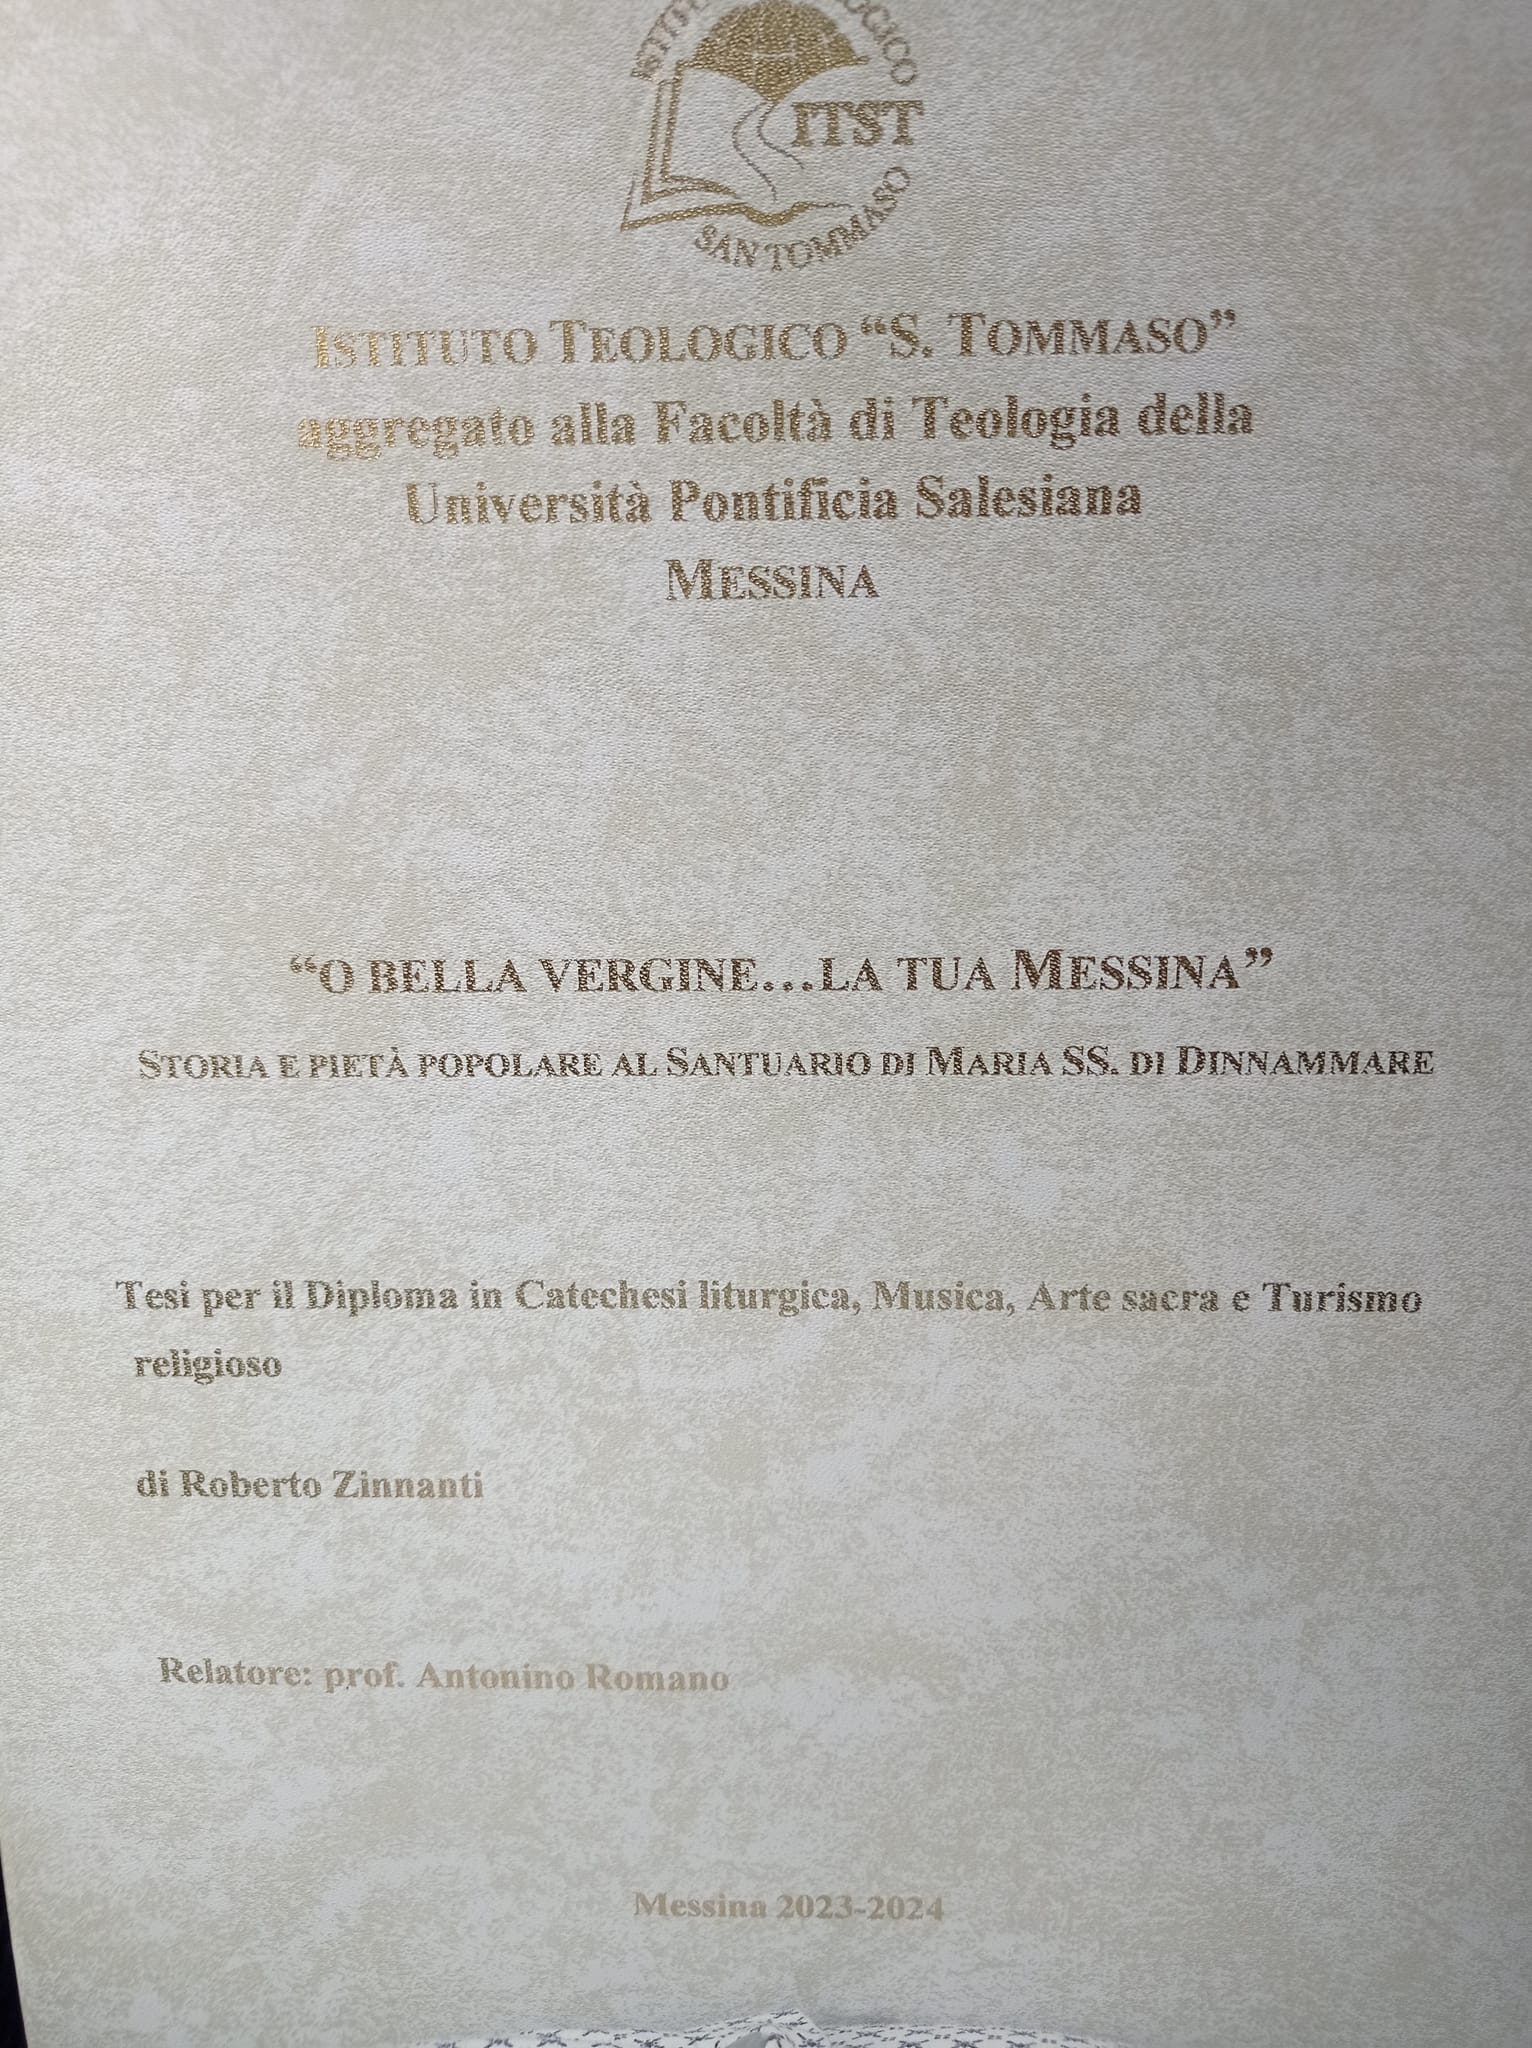 ISTITUTO TEOLOGICO
ITST
SAN TOMMASO
ISTITUTO TEOLOGICO “S. TOMMASO”
aggregato alla Facoltà di Teologia della
Università Pontificia Salesiana
MESSINA
“O BELLA VERGINE...LA TUA MESSINA”
STORIA E PIETÀ POPOLARE AL SANTUARIO DI MARIA SS. DI DINNAMMARE
Tesi per il Diploma in Catechesi liturgica, Musica, Arte sacra e Turismo
religioso
di Roberto Zinnanti
Relatore: prof. Antonino Romano
Messina 2023-2024